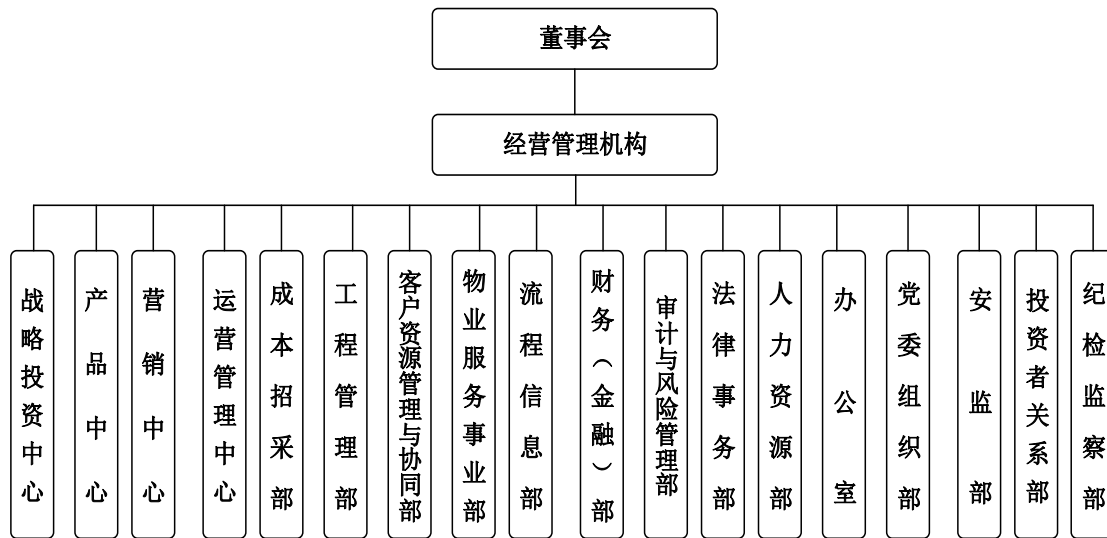 董事会
经营管理机构
战略投资中心
产品中心
营销中心
运营管理中心
成本招采部
工程管理部
客户资源管理与协同部
物业服务事业部
流程信息部
财务（金融）部
审计与风险管理部
法律事务部
人力资源部
办公室
党委组织部
安监部
投资者关系部
纪检监察部